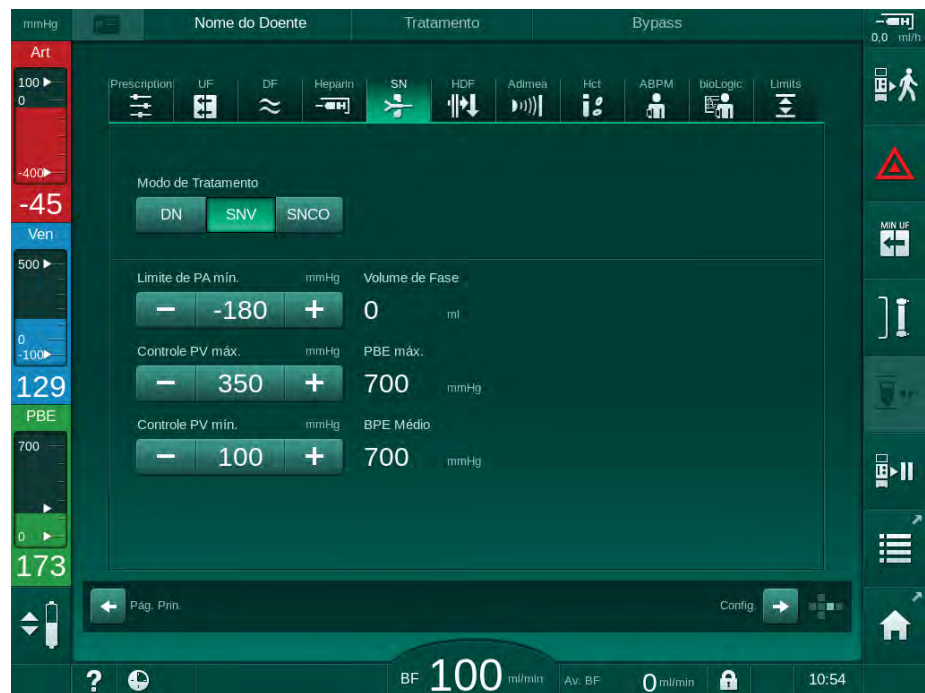 mmHg
Nome do Doente
Tratamento
Bypass
0,0 ml/h
Art
100
0
-400
-45
Ven
500
0
-100
129
PBE
700
0
173
Prescription
UF
DF
Heparin
SN
HDF
Adimea
Hct
ABPM
bioLogic
Limits
Modo de Tratamento
DN
SNV
SNCO
Limite de PA mín.
mmHg
Volume de Fase
− -180 +
0 ml
Controle PV máx.
mmHg
PBE máx.
− 350 +
700 mmHg
Controle PV mín.
mmHg
BPE Médio
− 100 +
700 mmHg
MIN UF
Pág. Prin.
Config.
?
BF 100 ml/min
Av. BF 0 ml/min
10:54